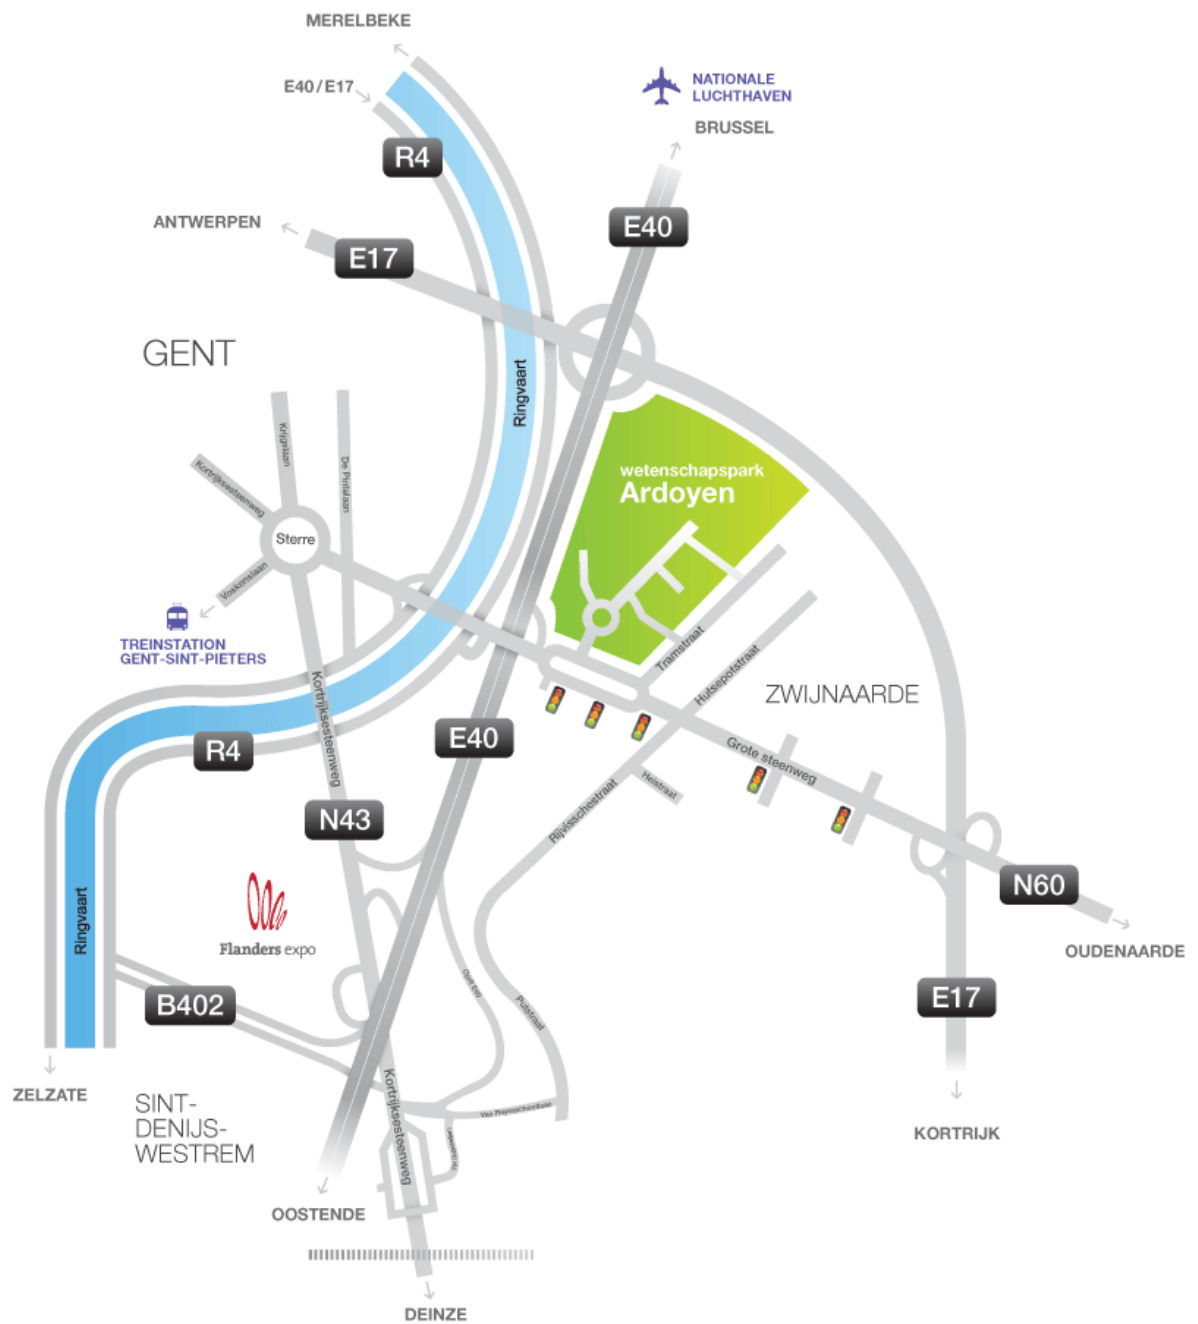 MERELBEKE
E40/E17
NATIONALE
LUCHTHAVEN
BRUSSEL
R4
ANTWERPEN
E17
E40
GENT
Ringvaart
Krijgslaan
De Pintelaan
Kortrijksesteenweg
wetenschapspark
Ardoyen
Sterre
Voskenslaan
TREINSTATION
GENT-SINT-PIETERS
Tramstraat
Hutsepotstraat
ZWIJNAARDE
Kortrijksesteenweg
R4
E40
Grote steenweg
Heistraat
Rijvisschestraat
N43
N60
Ringvaart
Flanders expo
OUDENAARDE
B402
Putstraat
E17
ZELZATE
Kortrijksesteenweg
SINT-
DENIJS-
WESTREM
KORTRIJK
OOSTENDE
DEINZE